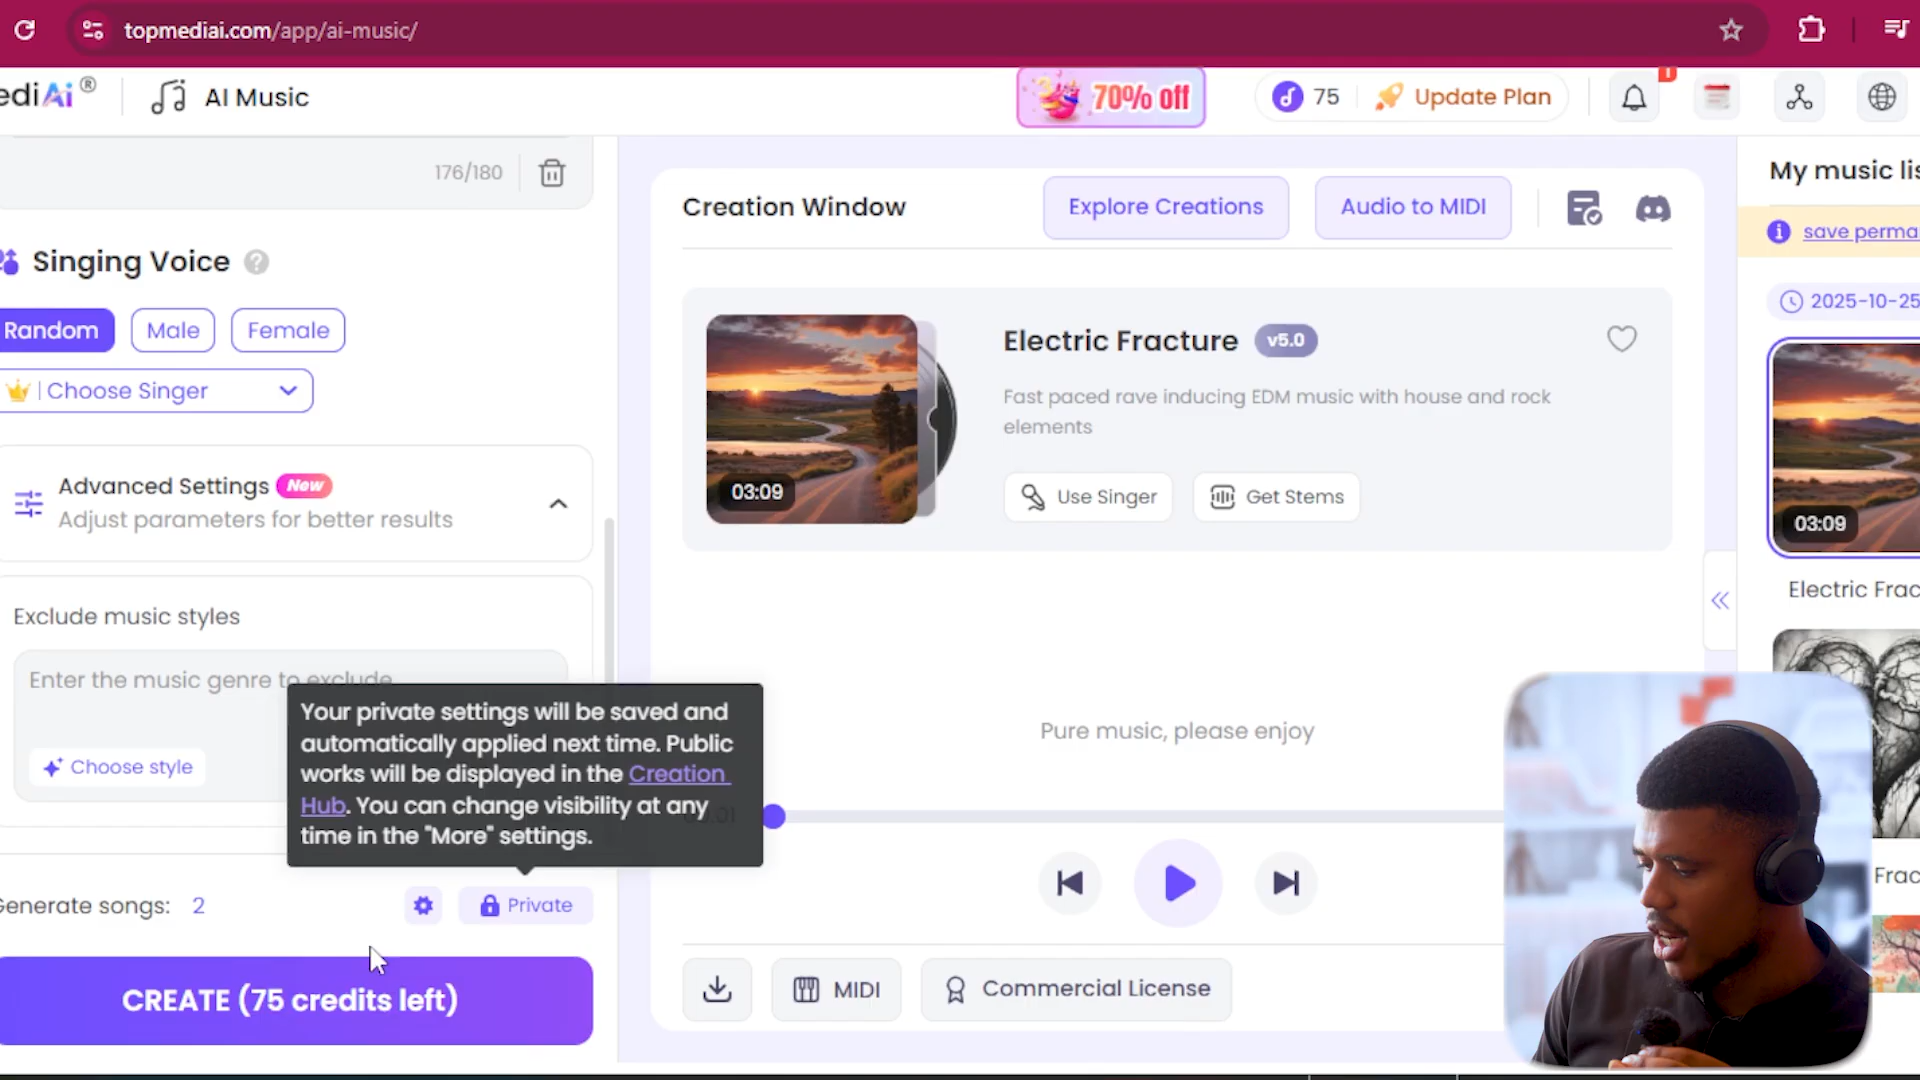 topmediai.com/app/ai-music/
ediAi®
AI Music
70% off
75
Update Plan
1
176/180
Creation Window
Explore Creations
Audio to MIDI
My music lis
save perma
2025-10-25
Singing Voice
Random
Male
Female
Choose Singer
Electric Fracture
v5.0
Fast paced rave inducing EDM music with house and rock
elements
03:09
Use Singer
Get Stems
03:09
Electric Frac
Advanced Settings
New
Adjust parameters for better results
Exclude music styles
Enter the music genre to exclude
Choose style
Your private settings will be saved and
automatically applied next time. Public
works will be displayed in the Creation
Hub. You can change visibility at any
time in the "More" settings.
Pure music, please enjoy
Frac
Generate songs: 2
Private
CREATE (75 credits left)
MIDI
Commercial License